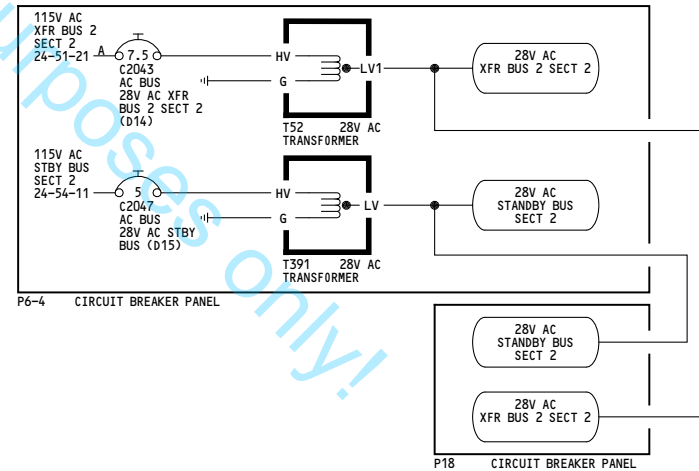 115V AC
XFR BUS 2
SECT 2
24-51-21
A
7.5
C2043
AC BUS
28V AC XFR
BUS 2 SECT 2
(D14)
HV
G
LV1
T52 28V AC
TRANSFORMER
28V AC
XFR BUS 2 SECT 2
115V AC
STBY BUS
SECT 2
24-54-11
5
C2047
AC BUS
28V AC STBY
BUS (D15)
HV
G
LV
T391 28V AC
TRANSFORMER
28V AC
STANDBY BUS
SECT 2
P6-4 CIRCUIT BREAKER PANEL
28V AC
STANDBY BUS
SECT 2
28V AC
XFR BUS 2 SECT 2
P18 CIRCUIT BREAKER PANEL
urposes only!